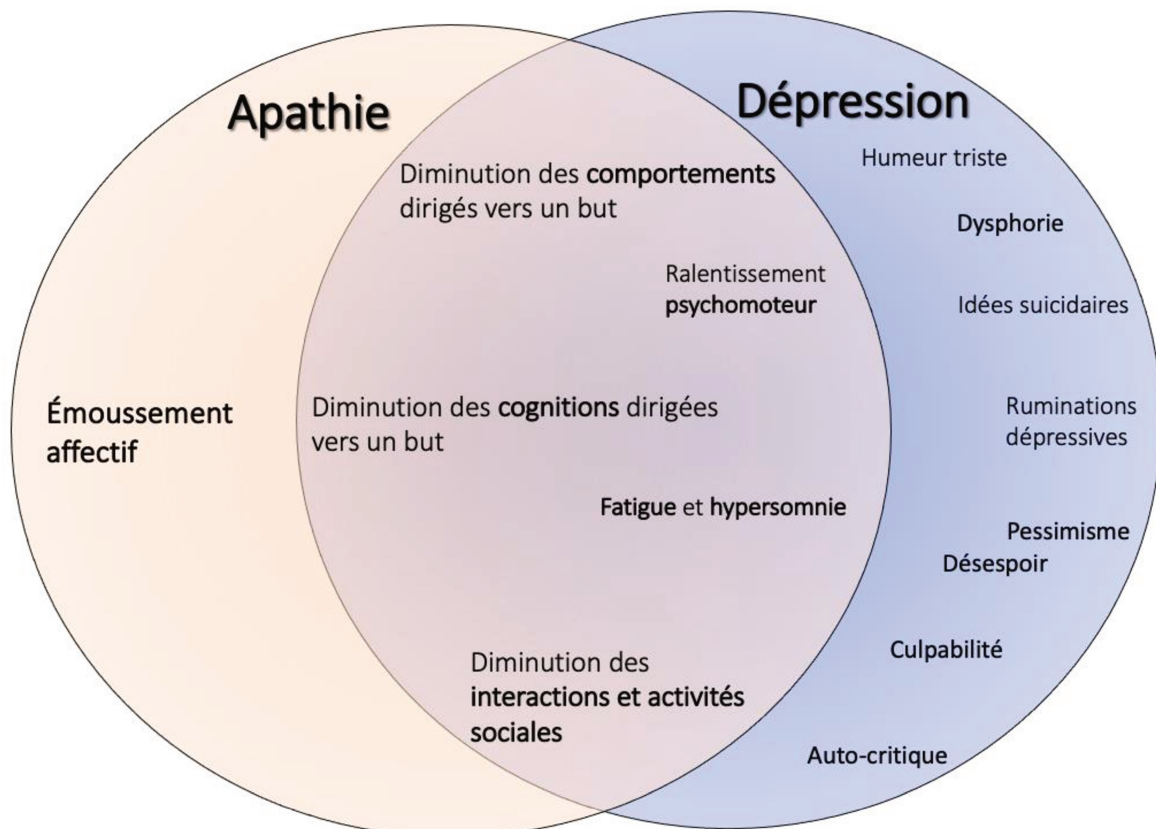 Apathie
Dépression
Humeur triste
Diminution des comportements
dirigés vers un but
Dysphorie
Ralentissement
psychomoteur
Idées suicidaires
Émoussement
affectif
Diminution des cognitions dirigées
vers un but
Ruminations
dépressives
Fatigue et hypersomnie
Pessimisme
Désespoir
Culpabilité
Diminution des
interactions et activités
sociales
Auto-critique